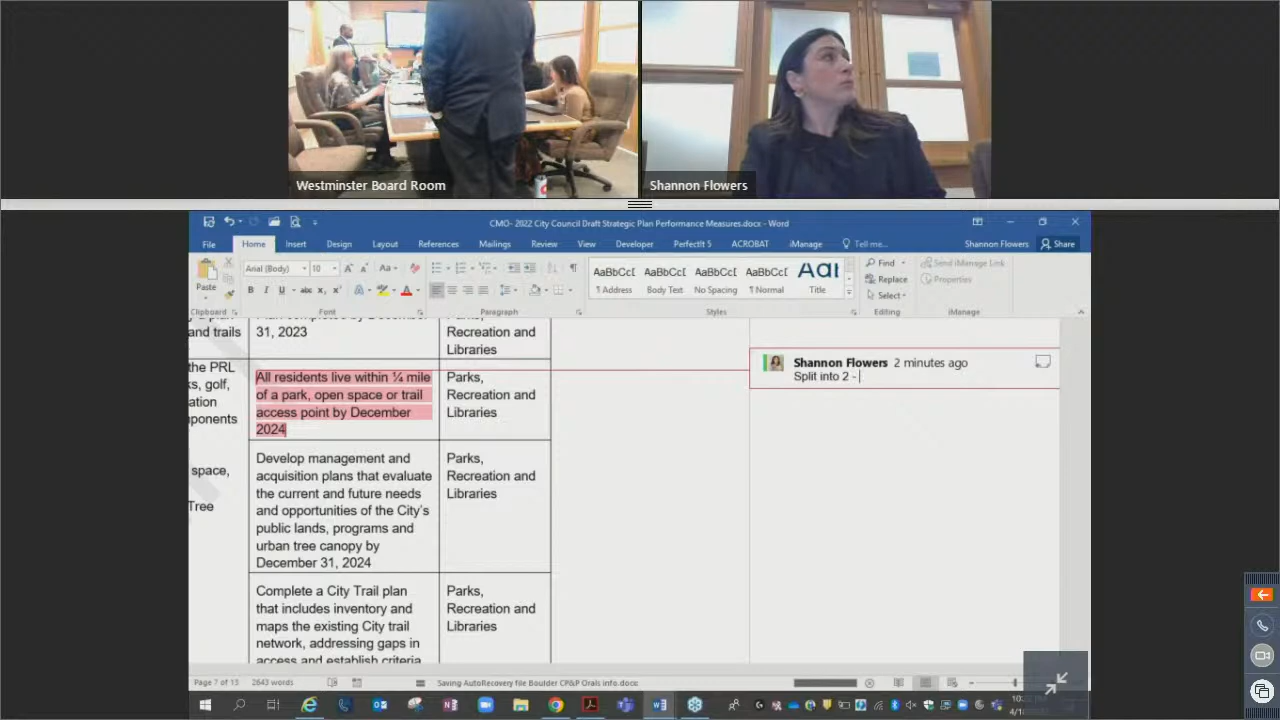 Westminster Board Room
Shannon Flowers
CMO- 2022 City Council Draft Strategic Plan Performance Measures.docx - Word
File Home Insert Design Layout References Mailings Review View Developer PerfectIt 5 ACROBAT iManage Tell me... Shannon Flowers Share
Paste
Arial (Body) 10
AaBbCcI AaBbCcI AaBbCcI AaBbCcI AaI
¶ Address Body Text No Spacing ¶ Normal Title
Find
Replace
Select
Send iManage Link
Properties
Clipboard Font Paragraph Styles Editing iManage
31, 2023
and trails
Parks,
Recreation and
Libraries
the PRL
ks, golf,
ation
mponents
space,
Tree
All residents live within ¼ mile
of a park, open space or trail
access point by December
2024
Parks,
Recreation and
Libraries
Develop management and
acquisition plans that evaluate
the current and future needs
and opportunities of the City's
public lands, programs and
urban tree canopy by
December 31, 2024
Parks,
Recreation and
Libraries
Complete a City Trail plan
that includes inventory and
maps the existing City trail
network, addressing gaps in
access and establish criteria
Parks,
Recreation and
Libraries
Shannon Flowers 2 minutes ago
Split into 2 -
Page 7 of 13 2643 words Saving AutoRecovery file Boulder CP&P Orals info.docx